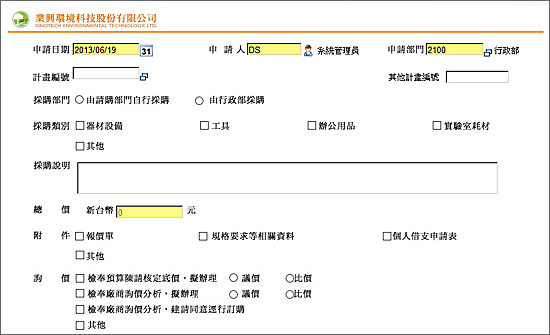 業興環境科技股份有限公司
SINOTECH ENVIRONMENTAL TECHNOLOGY, LTD.
申請日期 2013/06/19 31 申 請 人 DS 系統管理員 申請部門 2100 行政部
計畫編號 其他計畫編號
採購部門 由請購部門自行採購 由行政部採購
採購類別 器材設備 工具 辦公用品 實驗室耗材
其他
採購說明
總 價 新台幣 0 元
附 件 報價單 規格要求等相關資料 個人借支申請表
其他
詢 價 檢奉預算陳請核定底價，擬辦理 議價 比價
檢奉廠商詢價分析，擬辦理 議價 比價
檢奉廠商詢價分析，建請同意逕行訂購
其他